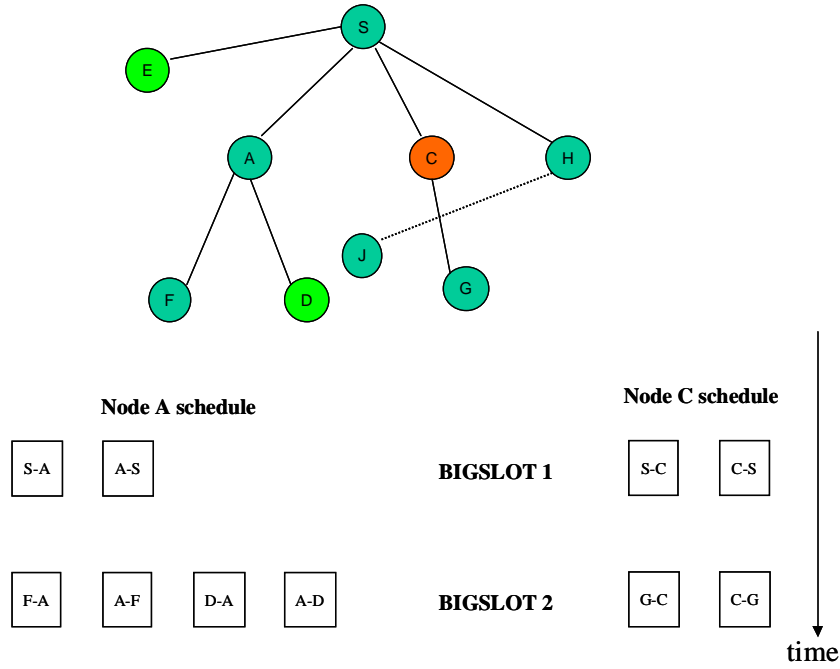 S
E
A
C
H
J
F
D
G
Node A schedule
Node C schedule
S-A A-S BIGSLOT 1 S-C C-S
F-A A-F D-A A-D BIGSLOT 2 G-C C-G
time